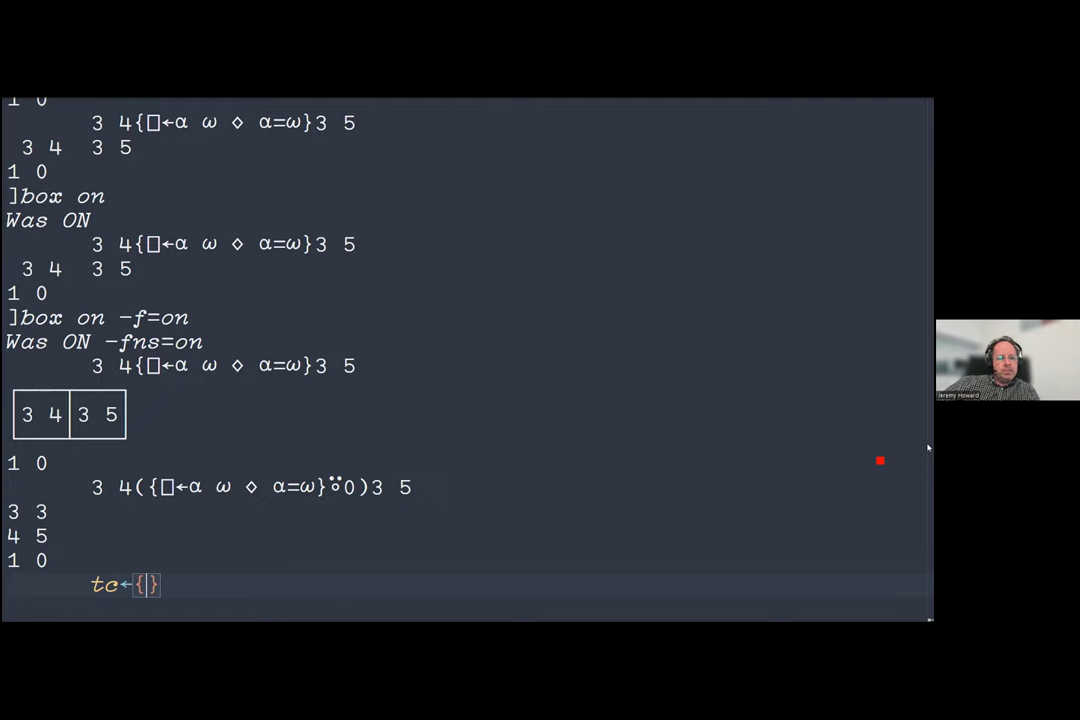 1 0
3 4{⎕←⍺ ⍵ ⋄ ⍺=⍵}3 5
3 4  3 5
1 0
]box on
Was ON
3 4{⎕←⍺ ⍵ ⋄ ⍺=⍵}3 5
3 4  3 5
1 0
]box on -f=on
Was ON -fns=on
3 4{⎕←⍺ ⍵ ⋄ ⍺=⍵}3 5
3 4 3 5
1 0
3 4({⎕←⍺ ⍵ ⋄ ⍺=⍵}⍥0)3 5
3 3
4 5
1 0
tc←{}
Jeremy Howard